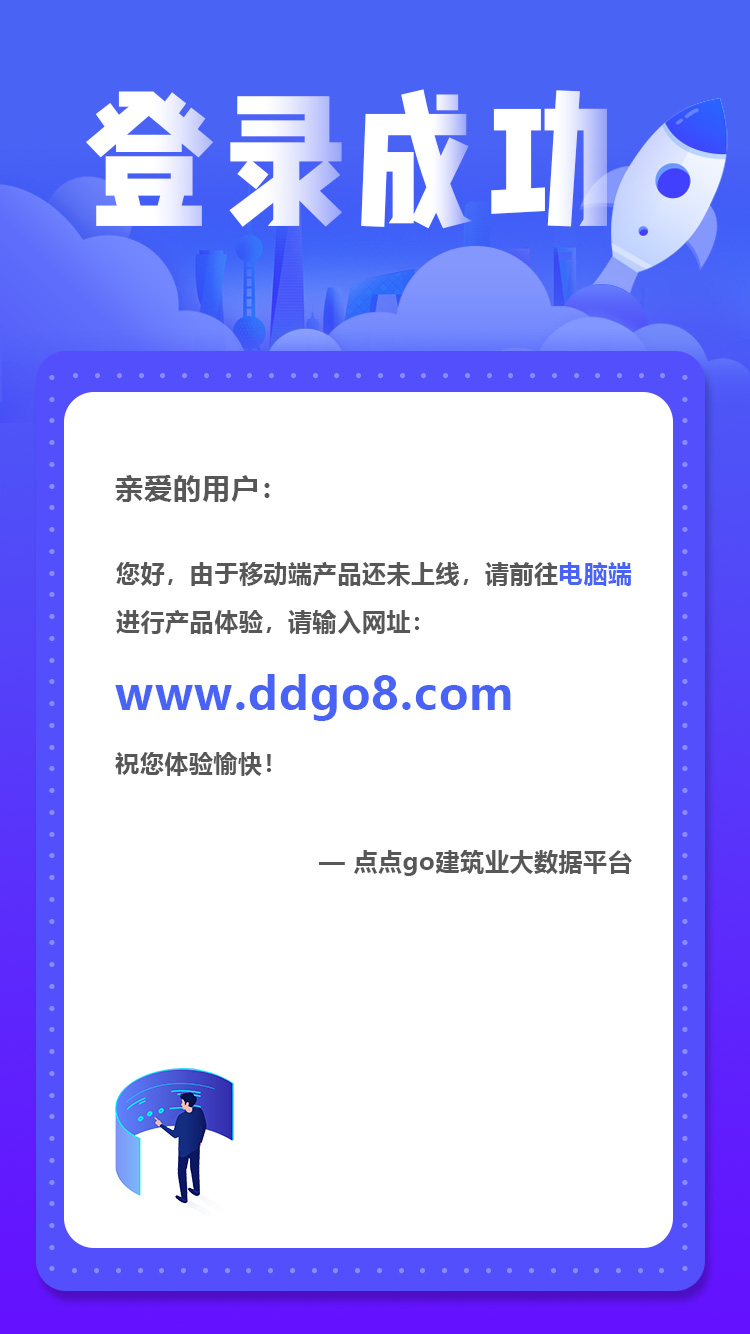 登录成功
亲爱的用户：
您好，由于移动端产品还未上线，请前往电脑端
进行产品体验，请输入网址：
www.ddgo8.com
祝您体验愉快！
— 点点go建筑业大数据平台